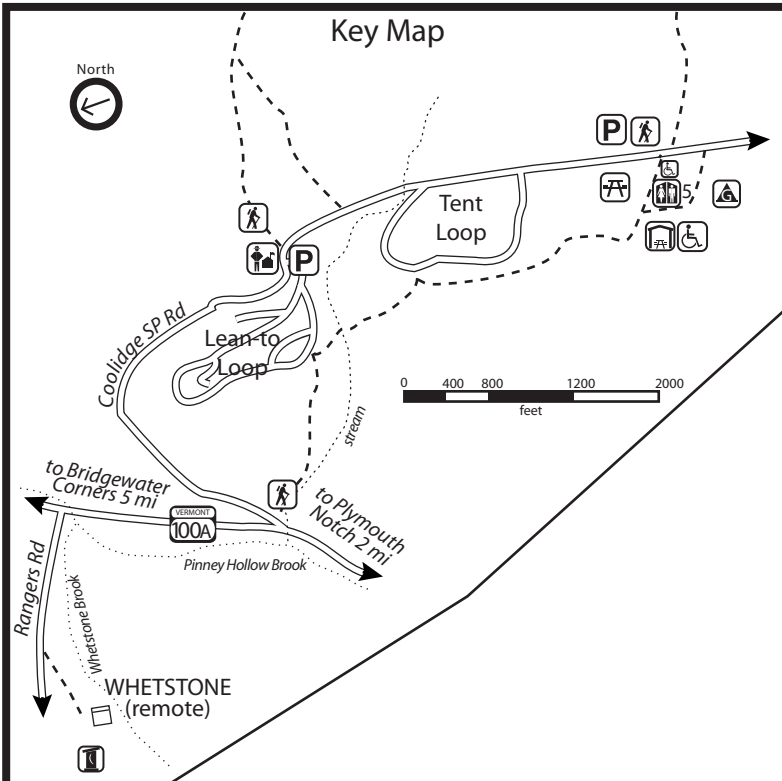 Key Map
North
P
5
G
Tent
Loop
P
Coolidge SP Rd
Lean-to
Loop
0 400 800 1200 2000
feet
stream
to Bridgewater
Corners 5 mi
VERMONT
100A
to Plymouth
Notch 2 mi
Pinney Hollow Brook
Rangers Rd
Whetstone Brook
WHETSTONE
(remote)